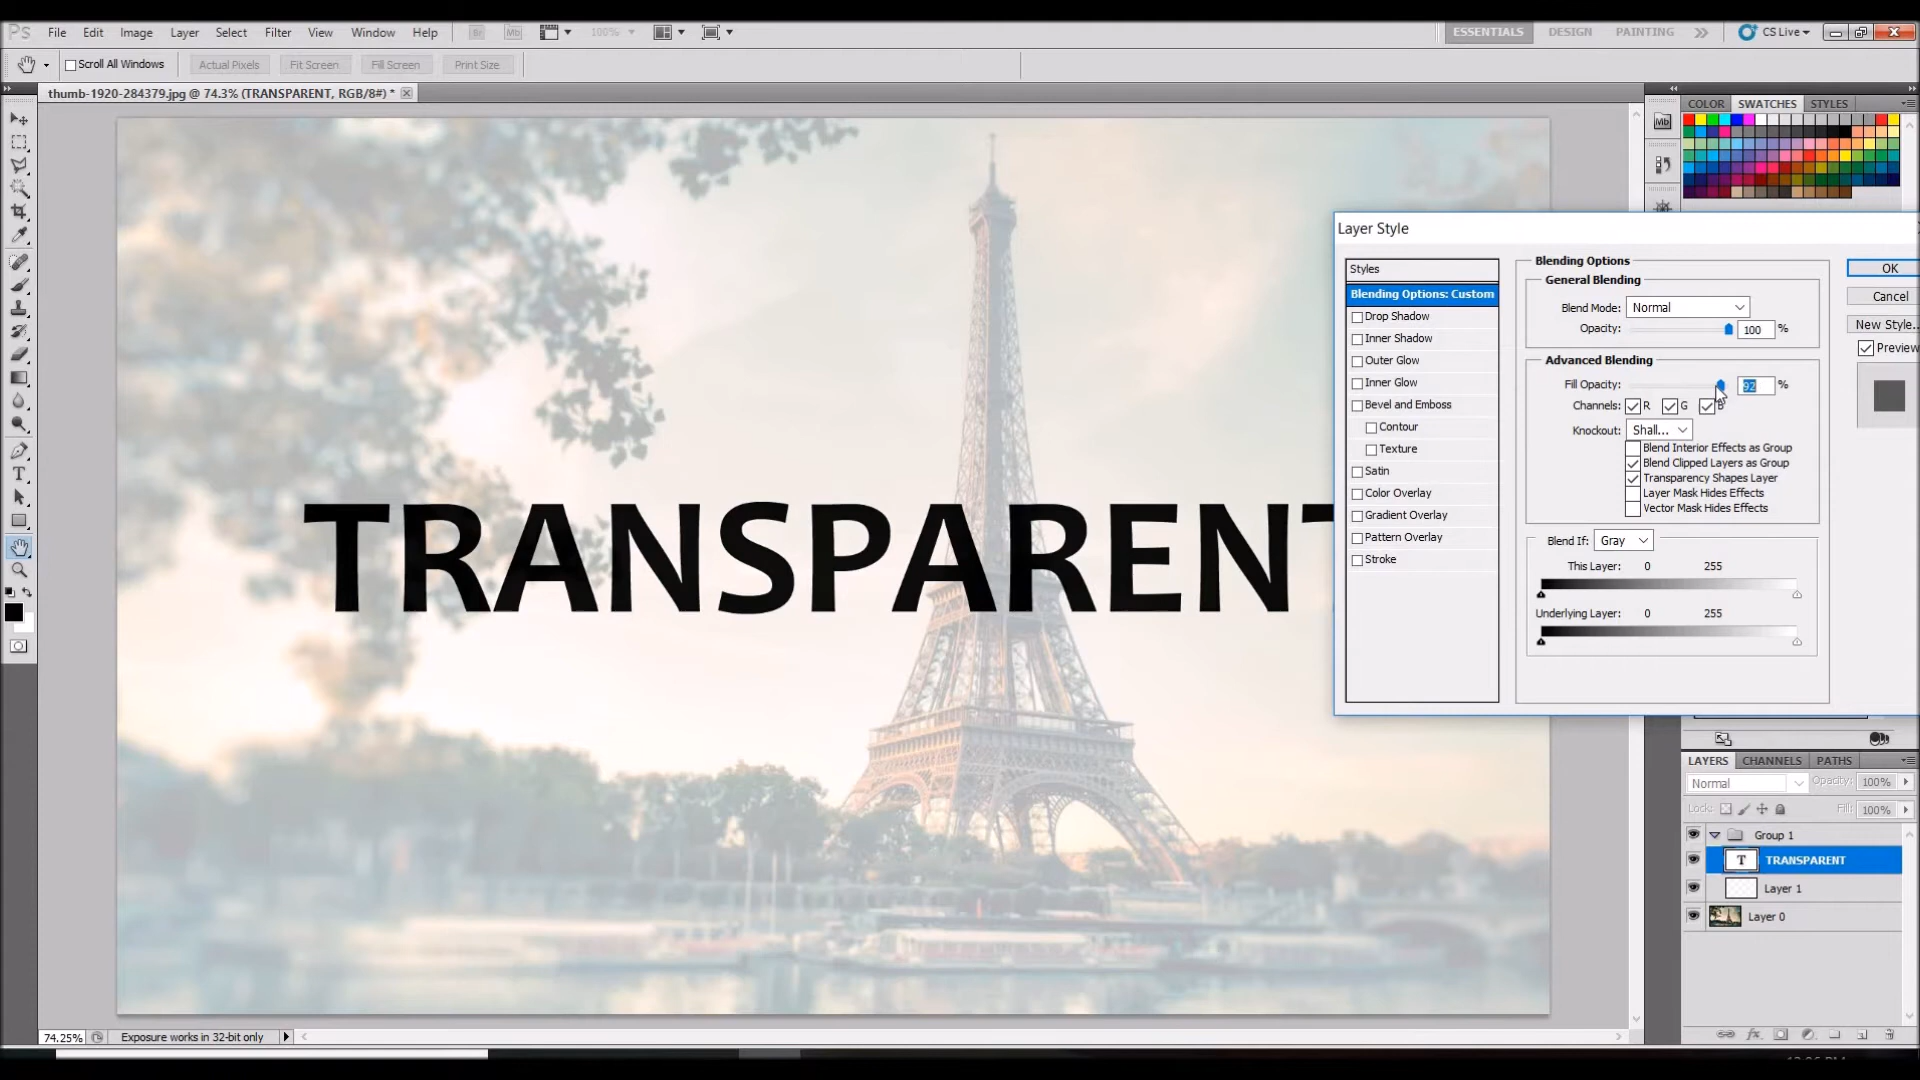 Ps File Edit Image Layer Select Filter View Window Help Br Mb 100% ESSENTIALS DESIGN PAINTING CS Live
Scroll All Windows Actual Pixels Fit Screen Fill Screen Print Size
thumb-1920-284379.jpg @ 74.3% (TRANSPARENT, RGB/8#) *
COLOR SWATCHES STYLES
Mb
TRANSPARENT
Layer Style
Styles
Blending Options: Custom
Drop Shadow
Inner Shadow
Outer Glow
Inner Glow
Bevel and Emboss
Contour
Texture
Satin
Color Overlay
Gradient Overlay
Pattern Overlay
Stroke
Blending Options
General Blending
Blend Mode: Normal
Opacity: 100 %
Advanced Blending
Fill Opacity: 92 %
Channels: R G B
Knockout: Shall...
Blend Interior Effects as Group
Blend Clipped Layers as Group
Transparency Shapes Layer
Layer Mask Hides Effects
Vector Mask Hides Effects
Blend If: Gray
This Layer: 0 255
Underlying Layer: 0 255
OK
Cancel
New Style...
Preview
LAYERS CHANNELS PATHS
Normal Opacity: 100%
Lock: Fill: 100%
Group 1
T TRANSPARENT
Layer 1
Layer 0
fx
74.25% Exposure works in 32-bit only